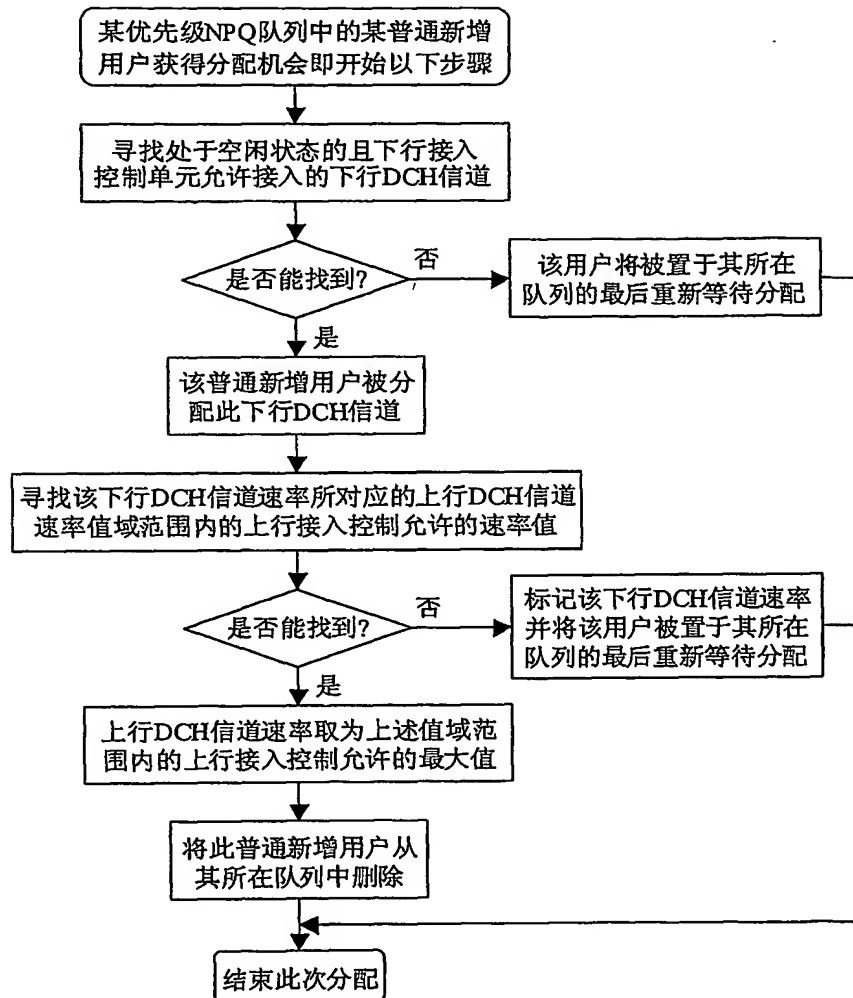 某优先级NPQ队列中的某普通新增
用户获得分配机会即开始以下步骤
寻找处于空闲状态的且下行接入
控制单元允许接入的下行DCH信道
是否能找到?
否
该用户将被置于其所在
队列的最后重新等待分配
是
该普通新增用户被分
配此下行DCH信道
寻找该下行DCH信道速率所对应的上行DCH信道
速率值域范围内的上行接入控制允许的速率值
是否能找到?
否
标记该下行DCH信道速率
并将该用户被置于其所在
队列的最后重新等待分配
是
上行DCH信道速率取为上述值域范
围内的上行接入控制允许的最大值
将此普通新增用户从
其所在队列中删除
结束此次分配